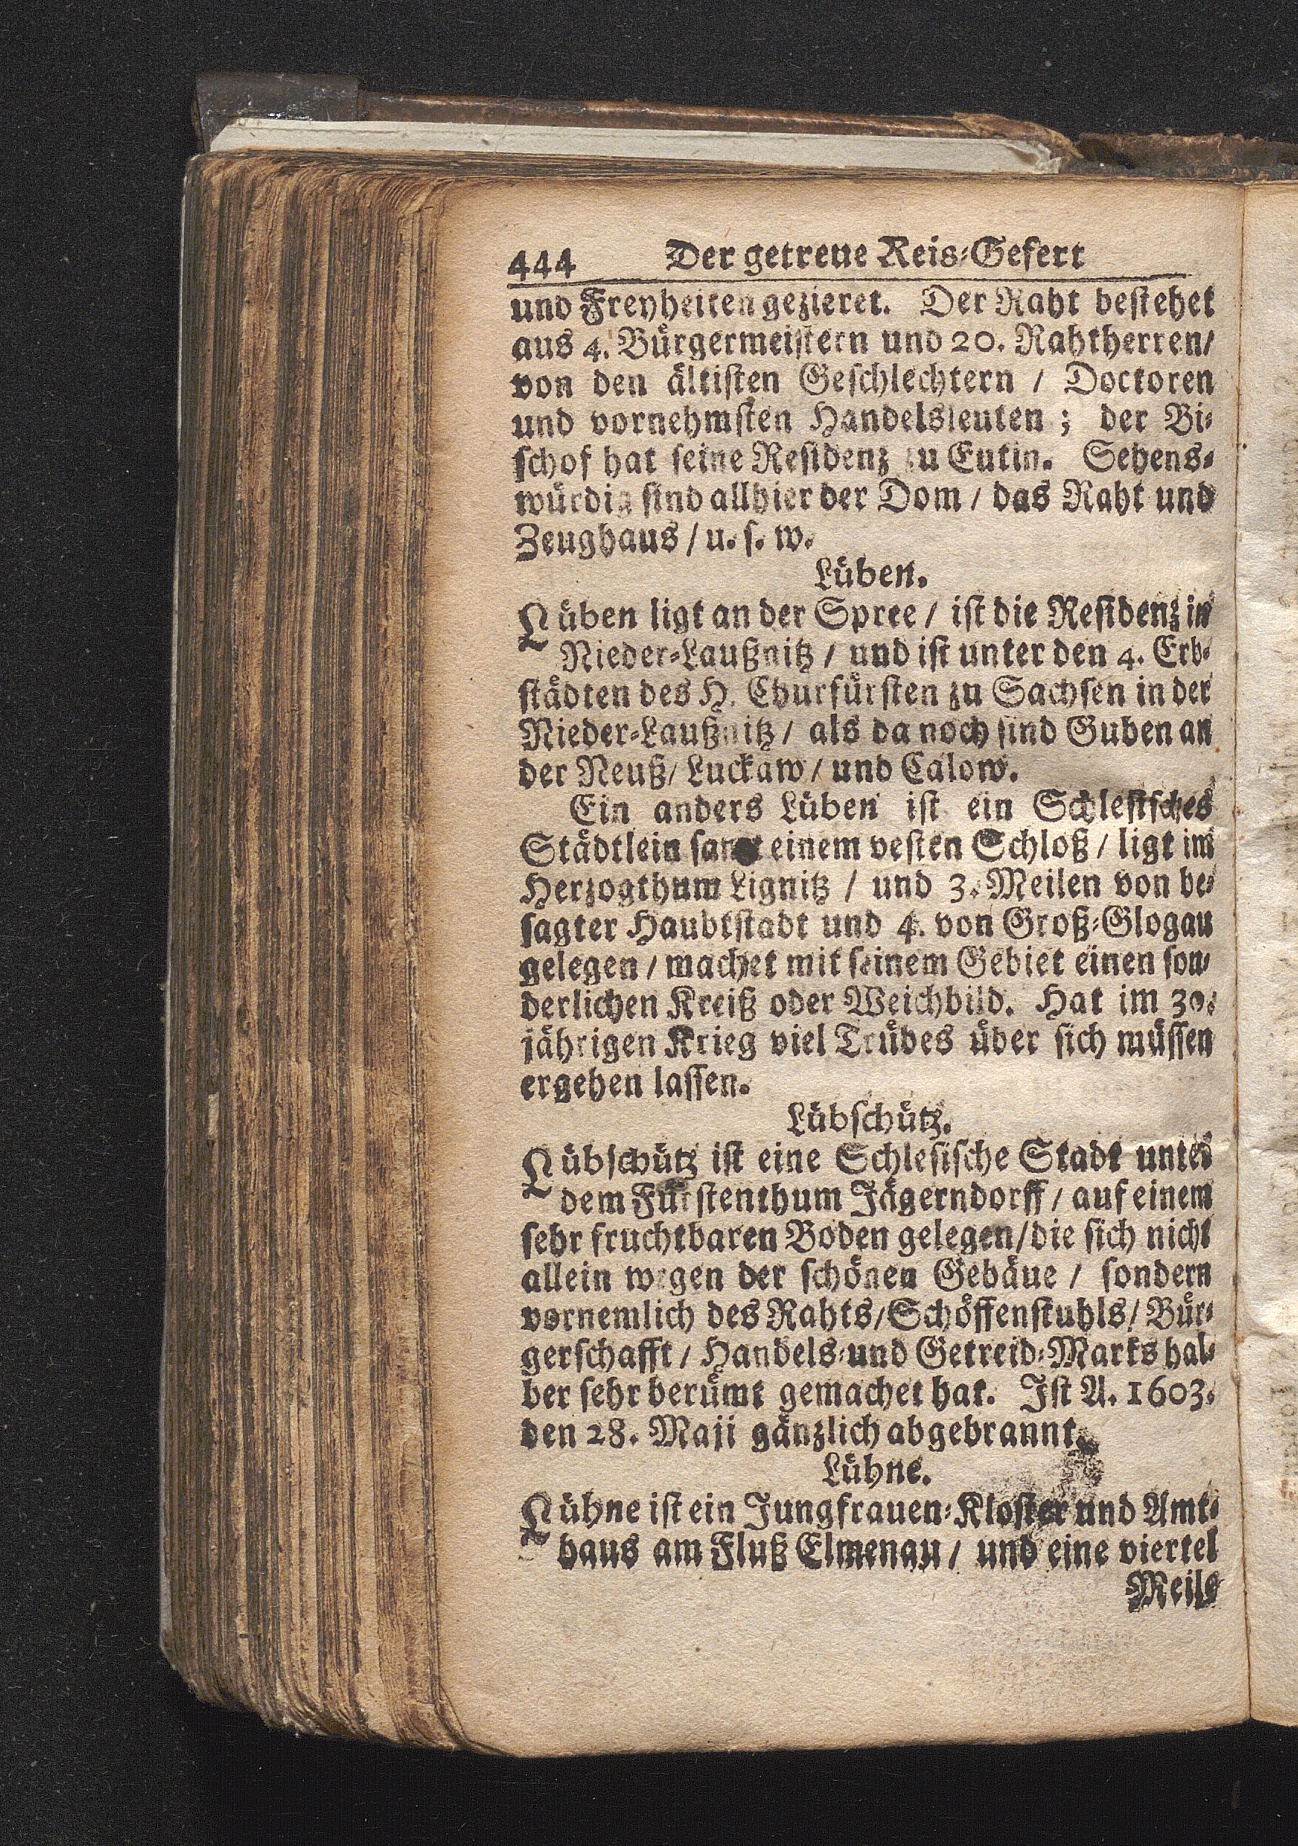 444 Der getreue Reis-Gefert
und Freyheiten gezieret. Der Raht bestehet
aus 4. Bürgermeistern und 20. Rahtherren/
von den ältisten Geschlechtern / Doctoren
und vornehmsten Handelsleuten ; der Bi-
schof hat seine Residenz zu Eutin. Sehens-
würdig sind allhier der Dom / das Raht und
Zeughaus / u. s. w.
Lüben.
Lüben ligt an der Spree / ist die Residenz in
Nieder-Laußnitz / und ist unter den 4. Erb-
städten des H. Churfürsten zu Sachsen in der
Nieder-Laußnitz / als da noch sind Guben an
der Neuß/ Luckaw / und Calow.
Ein anders Lüben ist ein Schlesisches
Städtlein samt einem vesten Schloß / ligt im
Herzogthum Lignitz / und 3. Meilen von be-
sagter Haubtstadt und 4. von Groß-Glogau
gelegen / machet mit seinem Gebiet einen son-
derlichen Kreiß oder Weichbild. Hat im 30.
jährigen Krieg viel Trübes über sich müssen
ergehen lassen.
Lübschütz.
Lübschütz ist eine Schlesische Stadt unter
dem Fürstenthum Jägerndorff / auf einem
sehr fruchtbaren Boden gelegen/die sich nicht
allein wegen der schönen Gebäue / sondern
vornemlich des Rahts/Schöffenstuhls/ Bür-
gerschafft / Handels-und Getreid-Markts hal-
ber sehr berümt gemachet hat. Ist A. 1603.
den 28. Maji gänzlich abgebrannt.
Lühne.
Lühne ist ein Jungfrauen-Kloster und Amt-
haus am Fluß Elmenau / und eine viertel
Meile